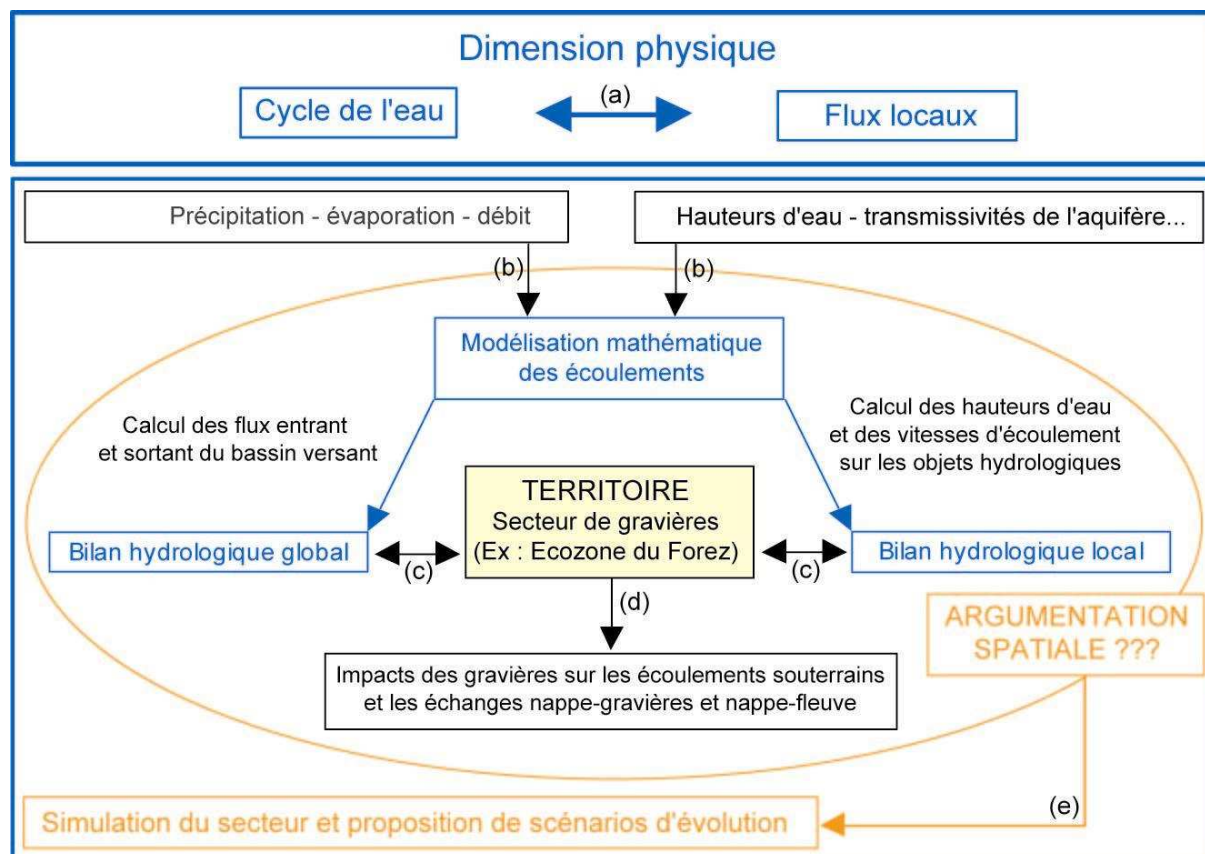 Dimension physique
Cycle de l'eau
(a)
Flux locaux
Précipitation - évaporation - débit
Hauteurs d'eau - transmissivités de l'aquifère...
(b)
(b)
Modélisation mathématique
des écoulements
Calcul des flux entrant
et sortant du bassin versant
Calcul des hauteurs d'eau
et des vitesses d'écoulement
sur les objets hydrologiques
TERRITOIRE
Secteur de gravières
(Ex : Ecozone du Forez)
Bilan hydrologique global
(c)
(c)
Bilan hydrologique local
(d)
ARGUMENTATION
SPATIALE ???
Impacts des gravières sur les écoulements souterrains
et les échanges nappe-gravières et nappe-fleuve
(e)
Simulation du secteur et proposition de scénarios d'évolution